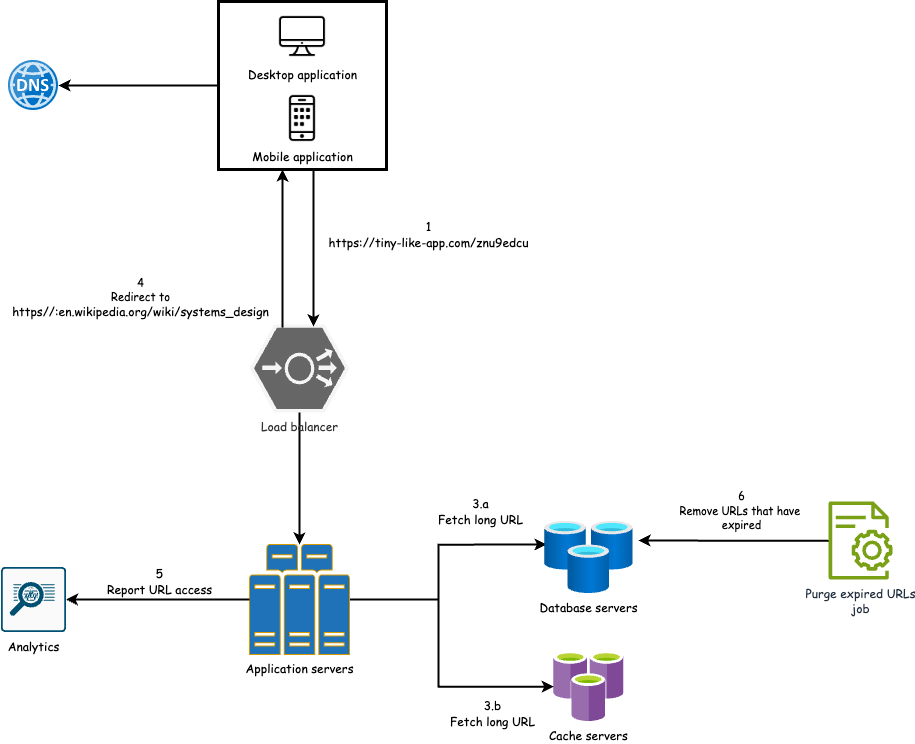 DNS
Desktop application
Mobile application
1
https://tiny-like-app.com/znu9edcu
4
Redirect to
https//:en.wikipedia.org/wiki/systems_design
Load balancer
3.a
Fetch long URL
6
Remove URLs that have
expired
5
Report URL access
Database servers
Purge expired URLs
job
Analytics
Application servers
3.b
Fetch long URL
Cache servers